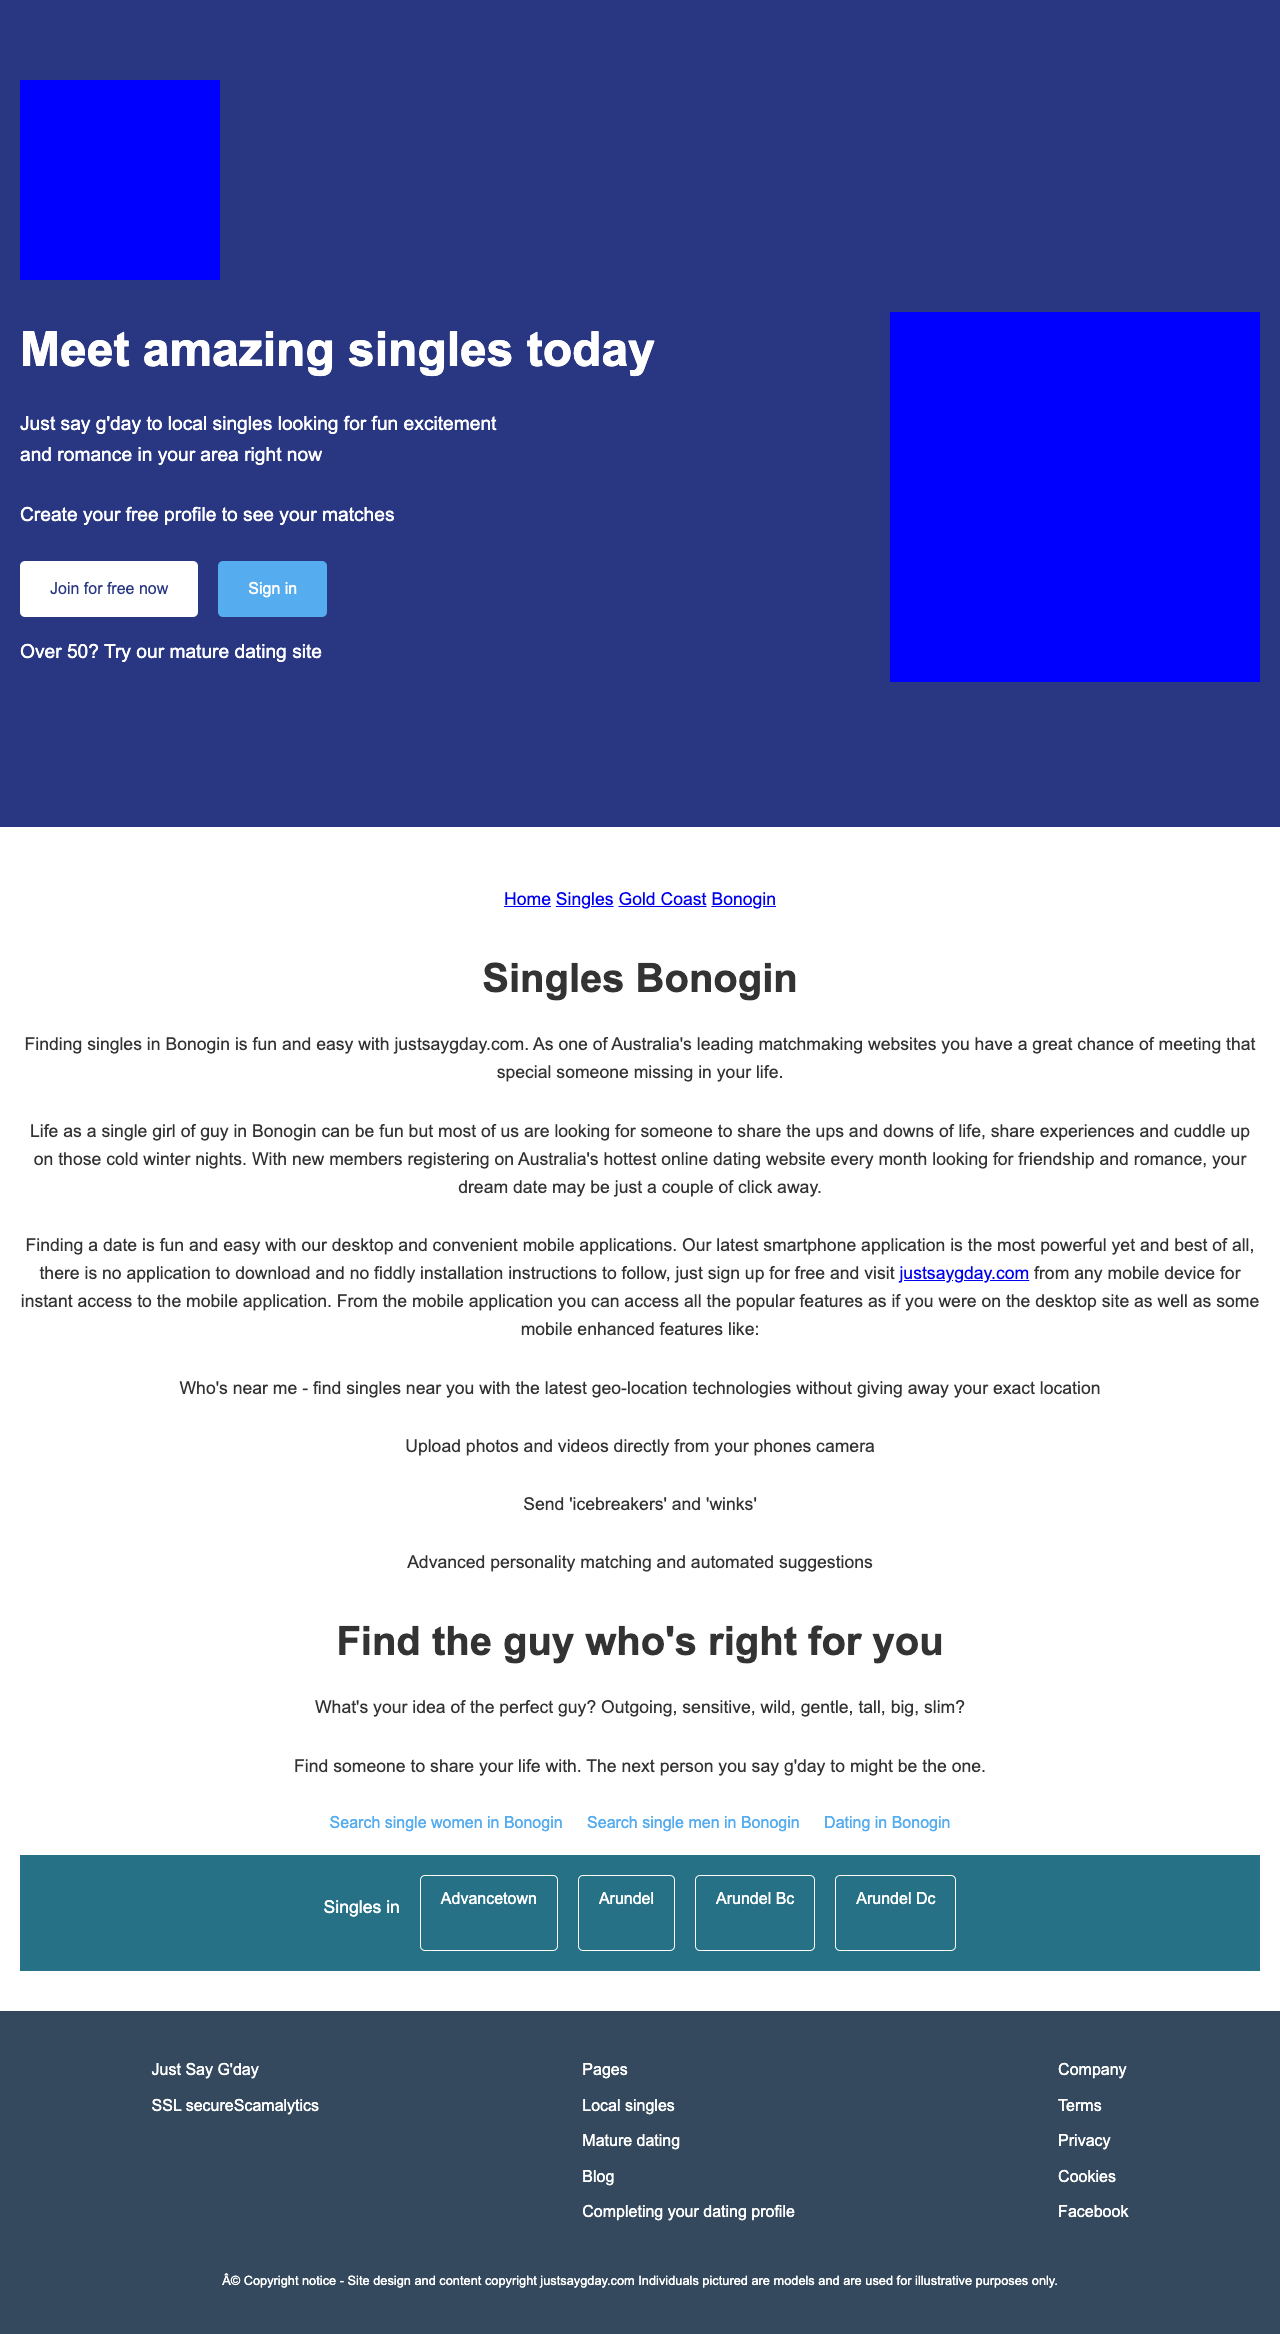 Meet amazing singles today
Just say g'day to local singles looking for fun excitement
and romance in your area right now
Create your free profile to see your matches
Join for free now
Sign in
Over 50? Try our mature dating site
Home Singles Gold Coast Bonogin
Singles Bonogin
Finding singles in Bonogin is fun and easy with justsaygday.com. As one of Australia's leading matchmaking websites you have a great chance of meeting that
special someone missing in your life.
Life as a single girl of guy in Bonogin can be fun but most of us are looking for someone to share the ups and downs of life, share experiences and cuddle up
on those cold winter nights. With new members registering on Australia's hottest online dating website every month looking for friendship and romance, your
dream date may be just a couple of click away.
Finding a date is fun and easy with our desktop and convenient mobile applications. Our latest smartphone application is the most powerful yet and best of all,
there is no application to download and no fiddly installation instructions to follow, just sign up for free and visit justsaygday.com from any mobile device for
instant access to the mobile application. From the mobile application you can access all the popular features as if you were on the desktop site as well as some
mobile enhanced features like:
Who's near me - find singles near you with the latest geo-location technologies without giving away your exact location
Upload photos and videos directly from your phones camera
Send 'icebreakers' and 'winks'
Advanced personality matching and automated suggestions
Find the guy who's right for you
What's your idea of the perfect guy? Outgoing, sensitive, wild, gentle, tall, big, slim?
Find someone to share your life with. The next person you say g'day to might be the one.
Search single women in Bonogin Search single men in Bonogin Dating in Bonogin
Singles in Advancetown Arundel Arundel Bc Arundel Dc
Just Say G'day
SSL secureScamalytics
Pages
Local singles
Mature dating
Blog
Completing your dating profile
Company
Terms
Privacy
Cookies
Facebook
Â© Copyright notice - Site design and content copyright justsaygday.com Individuals pictured are models and are used for illustrative purposes only.